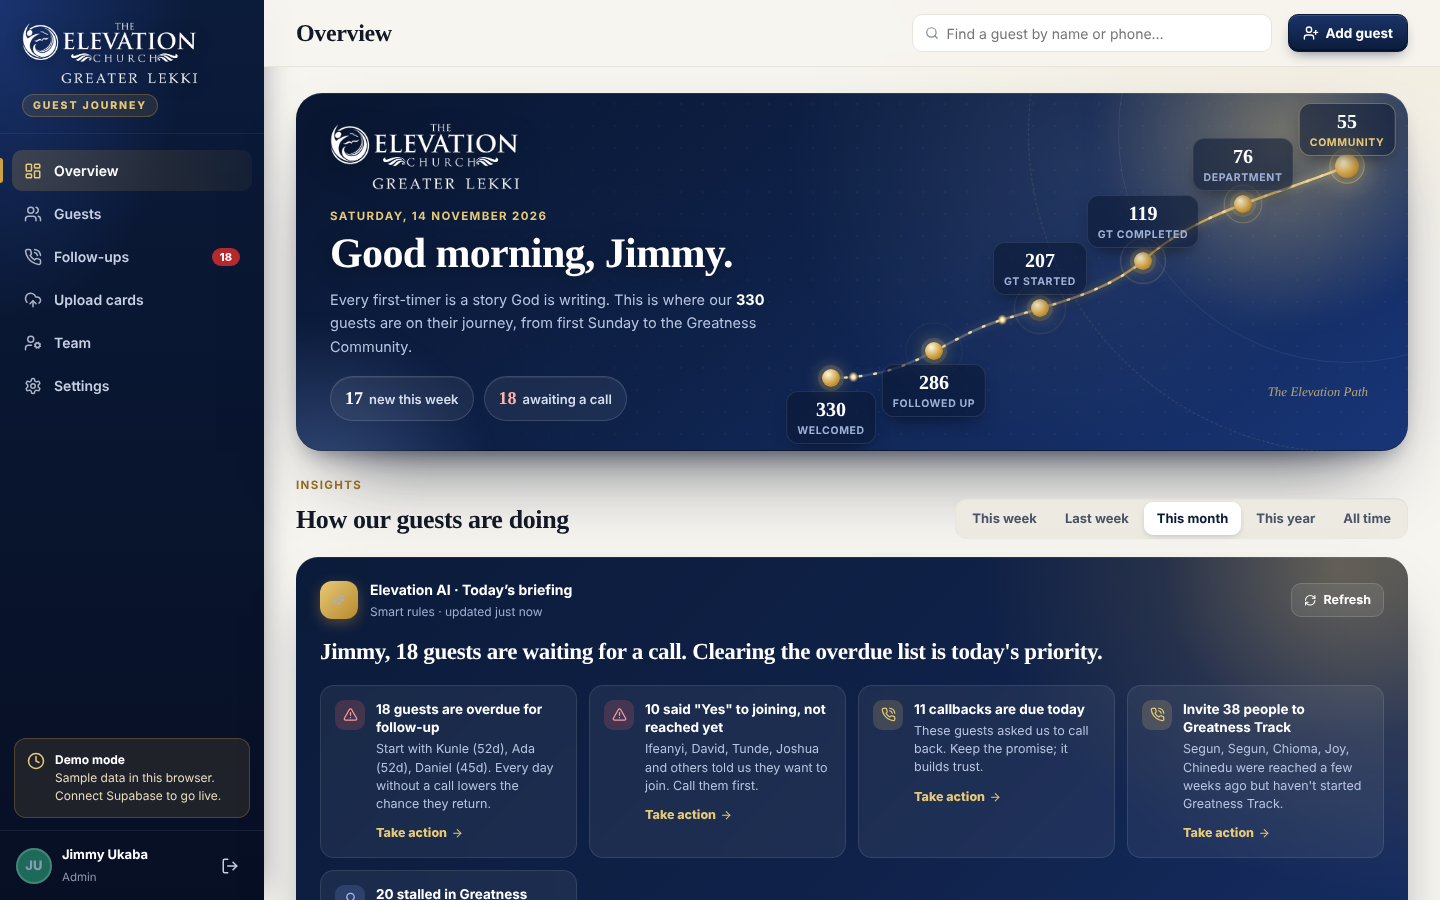 THE
ELEVATION
CHURCH
GREATER LEKKI
GUEST JOURNEY
Overview
Guests
Follow-ups
18
Upload cards
Team
Settings
Demo mode
Sample data in this browser.
Connect Supabase to go live.
JU
Jimmy Ukaba
Admin
Overview
Find a guest by name or phone...
Add guest
THE
ELEVATION
CHURCH
GREATER LEKKI
SATURDAY, 14 NOVEMBER 2026
Good morning, Jimmy.
Every first-timer is a story God is writing. This is where our 330
guests are on their journey, from first Sunday to the Greatness
Community.
17 new this week
18 awaiting a call
330
WELCOMED
286
FOLLOWED UP
207
GT STARTED
119
GT COMPLETED
76
DEPARTMENT
55
COMMUNITY
The Elevation Path
INSIGHTS
How our guests are doing
This week
Last week
This month
This year
All time
Elevation AI · Today's briefing
Smart rules · updated just now
Refresh
Jimmy, 18 guests are waiting for a call. Clearing the overdue list is today's priority.
18 guests are overdue for
follow-up
Start with Kunle (52d), Ada
(52d), Daniel (45d). Every day
without a call lowers the
chance they return.
Take action →
10 said "Yes" to joining, not
reached yet
Ifeanyi, David, Tunde, Joshua
and others told us they want to
join. Call them first.
Take action →
11 callbacks are due today
These guests asked us to call
back. Keep the promise; it
builds trust.
Take action →
Invite 38 people to
Greatness Track
Segun, Segun, Chioma, Joy,
Chinedu were reached a few
weeks ago but haven't started
Greatness Track.
Take action →
20 stalled in Greatness